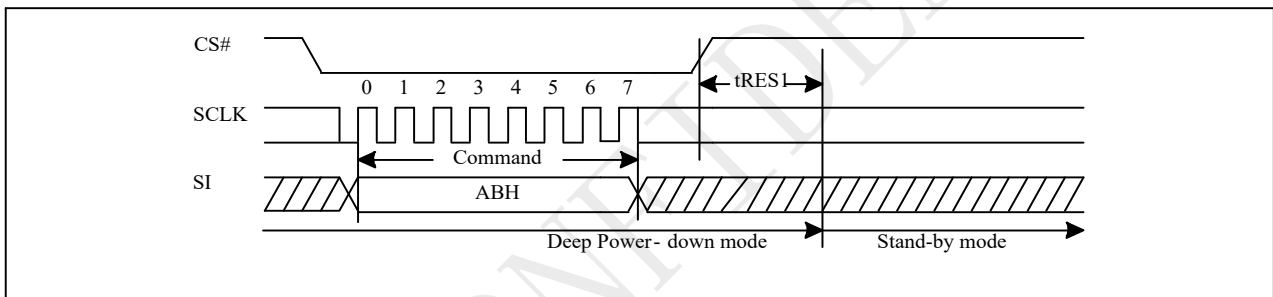 CS#
tRES1
0 1 2 3 4 5 6 7
SCLK
Command
SI
ABH
Deep Power- down mode Stand-by mode